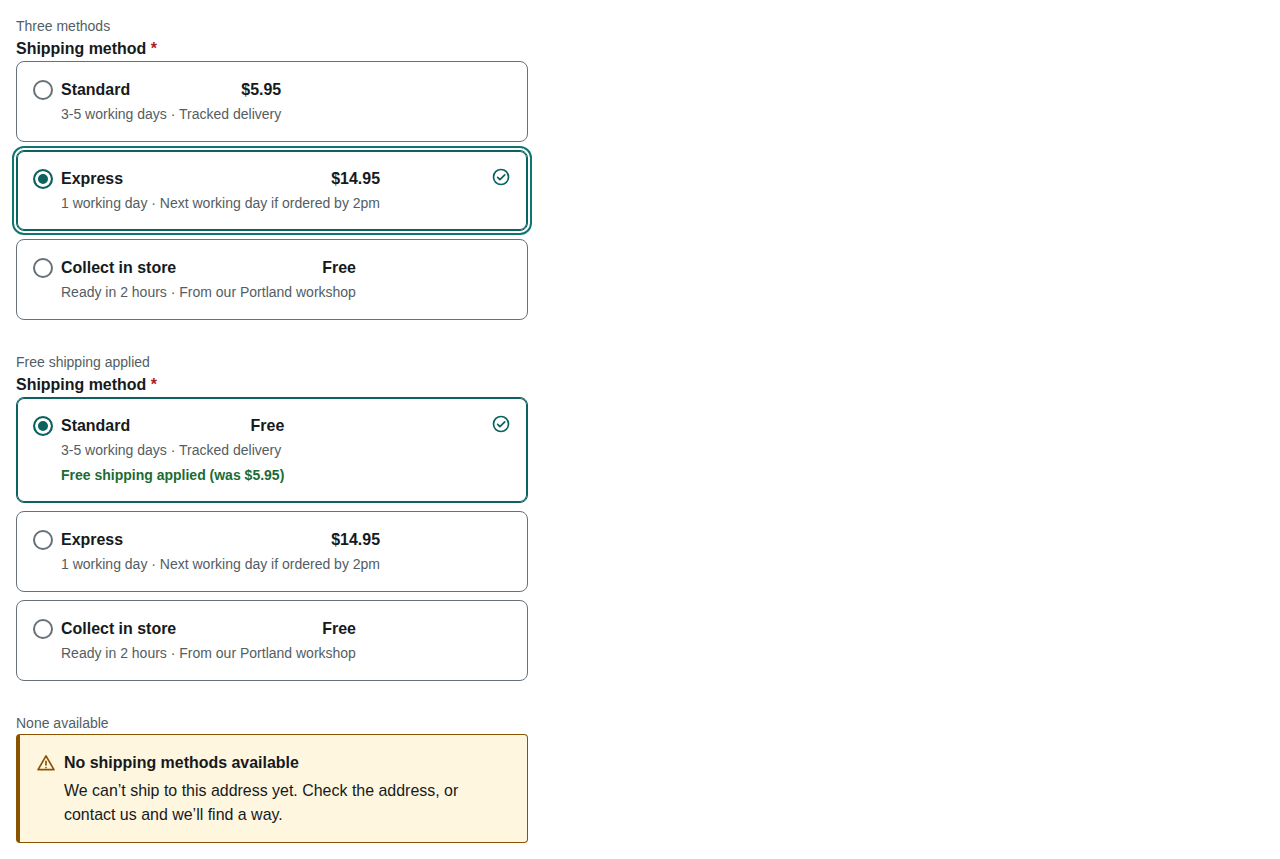 Three methods
Shipping method *
Standard $5.95
3-5 working days · Tracked delivery
Express $14.95
1 working day · Next working day if ordered by 2pm
Collect in store Free
Ready in 2 hours · From our Portland workshop
Free shipping applied
Shipping method *
Standard Free
3-5 working days · Tracked delivery
Free shipping applied (was $5.95)
Express $14.95
1 working day · Next working day if ordered by 2pm
Collect in store Free
Ready in 2 hours · From our Portland workshop
None available
No shipping methods available
We can’t ship to this address yet. Check the address, or
contact us and we’ll find a way.